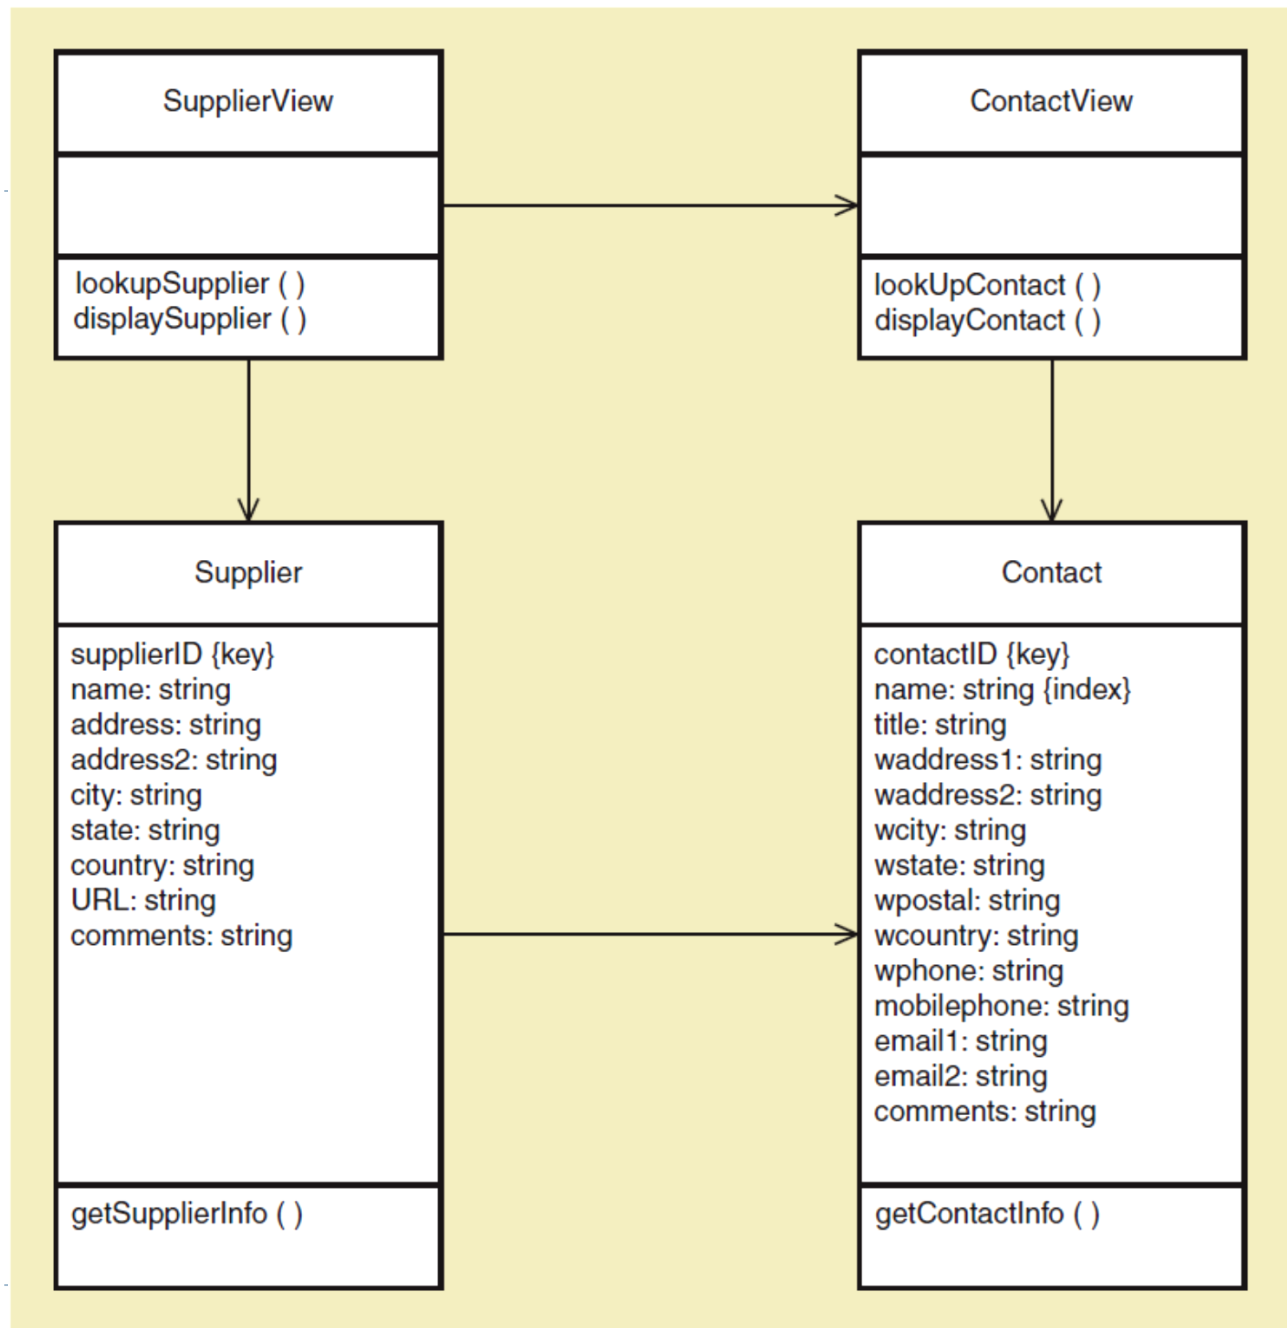 SupplierView
lookupSupplier ( )
displaySupplier ( )
ContactView
lookUpContact ( )
displayContact ( )
Supplier
supplierID {key}
name: string
address: string
address2: string
city: string
state: string
country: string
URL: string
comments: string
getSupplierInfo ( )
Contact
contactID {key}
name: string {index}
title: string
waddress1: string
waddress2: string
wcity: string
wstate: string
wpostal: string
wcountry: string
wphone: string
mobilephone: string
email1: string
email2: string
comments: string
getContactInfo ( )